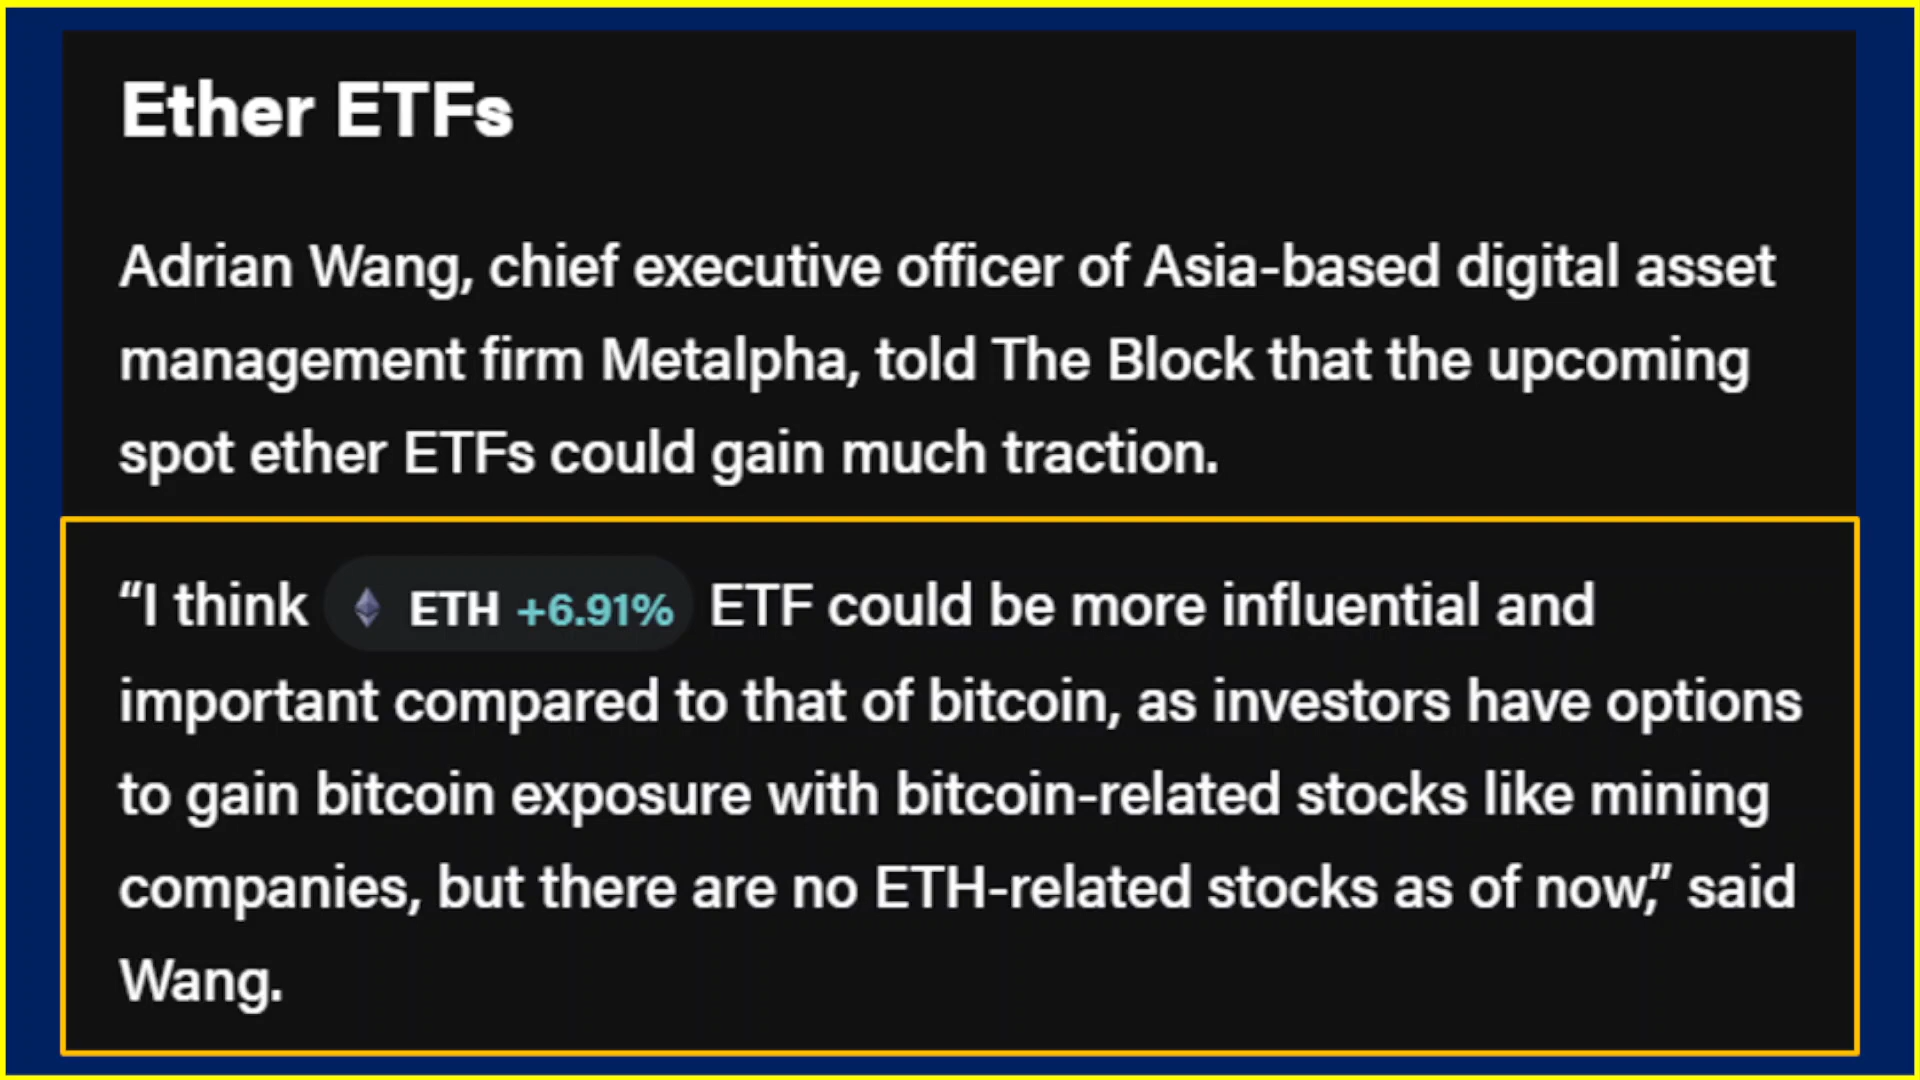 Ether ETFs
Adrian Wang, chief executive officer of Asia-based digital asset
management firm Metalpha, told The Block that the upcoming
spot ether ETFs could gain much traction.
“I think ETH +6.91% ETF could be more influential and
important compared to that of bitcoin, as investors have options
to gain bitcoin exposure with bitcoin-related stocks like mining
companies, but there are no ETH-related stocks as of now,” said
Wang.